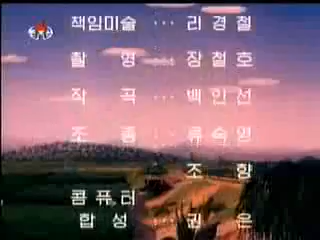 책임미술 … 리경철
촬영 … 장철호
작곡 … 백인선
조종 … 류숙영
조향
콤퓨터
합성 … 권은